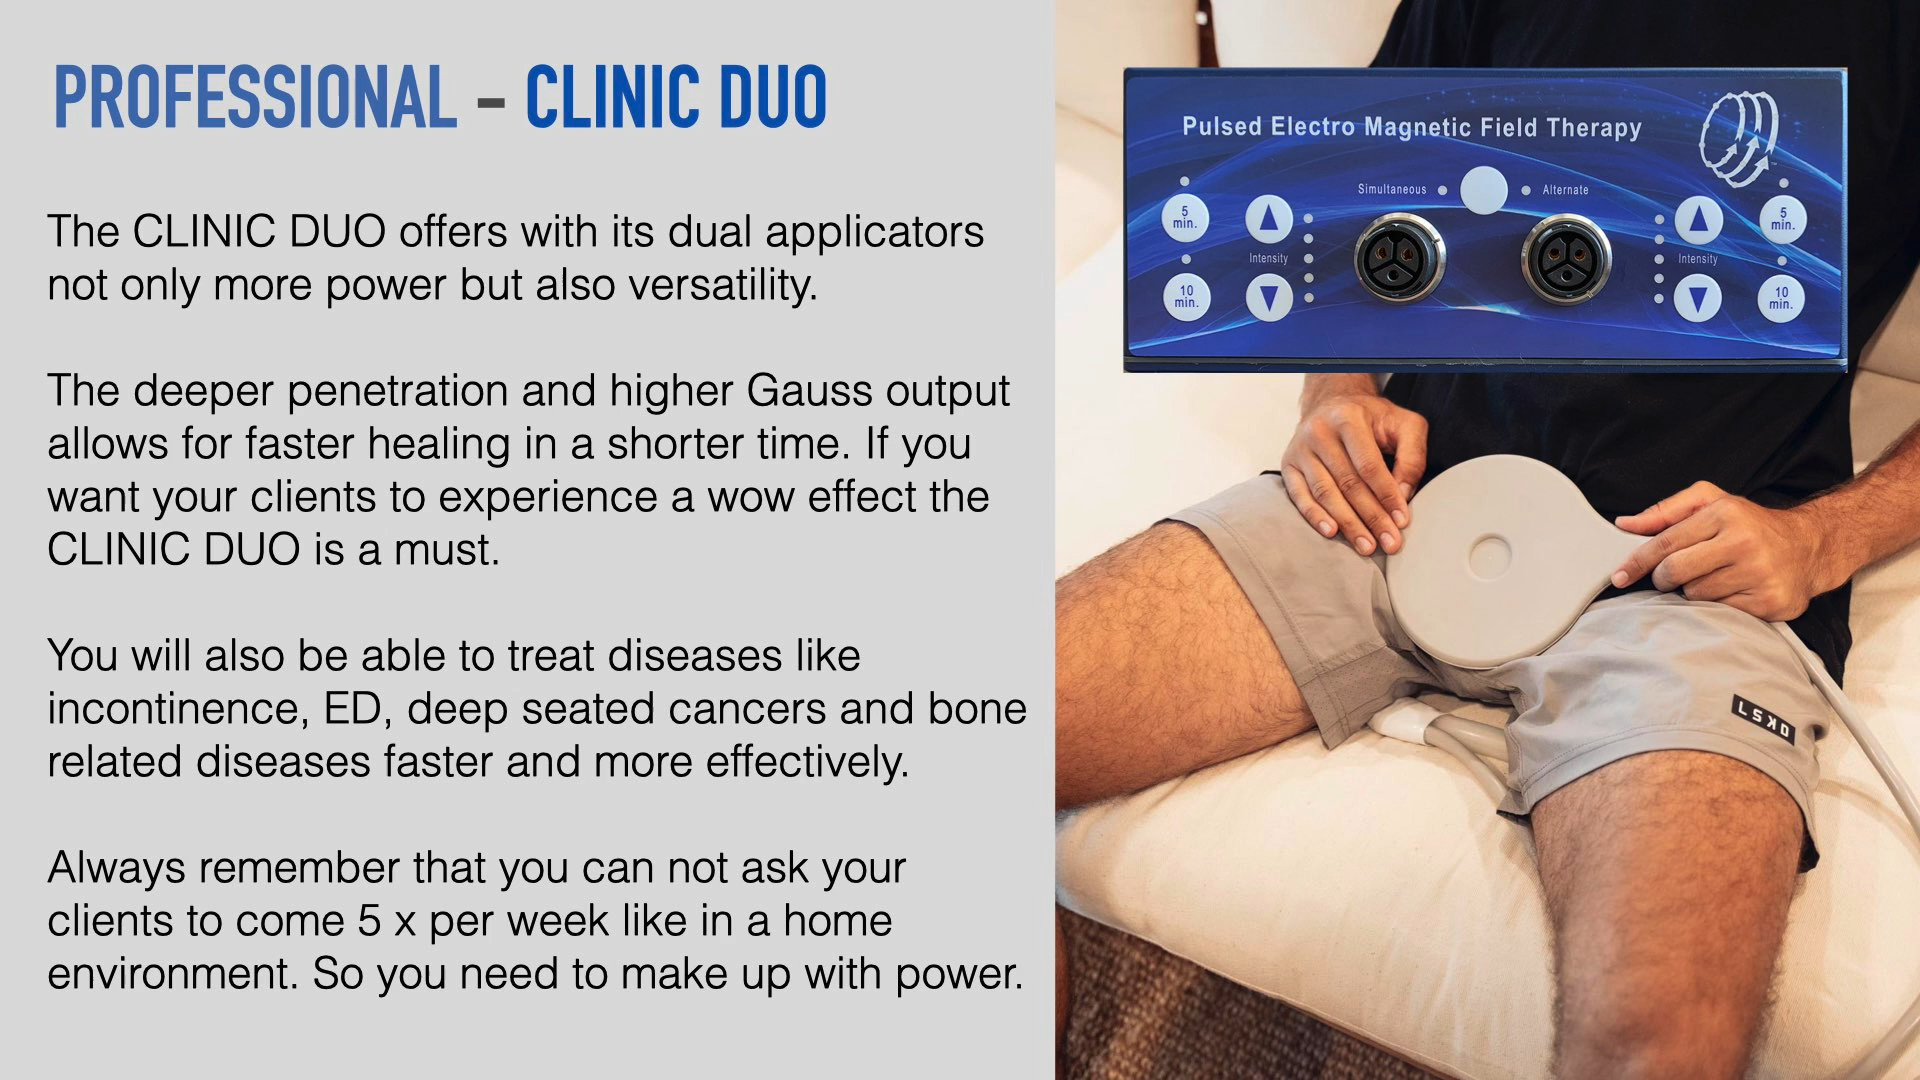 PROFESSIONAL - CLINIC DUO
The CLINIC DUO offers with its dual applicators
not only more power but also versatility.
The deeper penetration and higher Gauss output
allows for faster healing in a shorter time. If you
want your clients to experience a wow effect the
CLINIC DUO is a must.
You will also be able to treat diseases like
incontinence, ED, deep seated cancers and bone
related diseases faster and more effectively.
Always remember that you can not ask your
clients to come 5 x per week like in a home
environment. So you need to make up with power.
Pulsed Electro Magnetic Field Therapy
Simultaneous
Alternate
5
min.
Intensity
10
min.
5
min.
Intensity
10
min.
LSKD